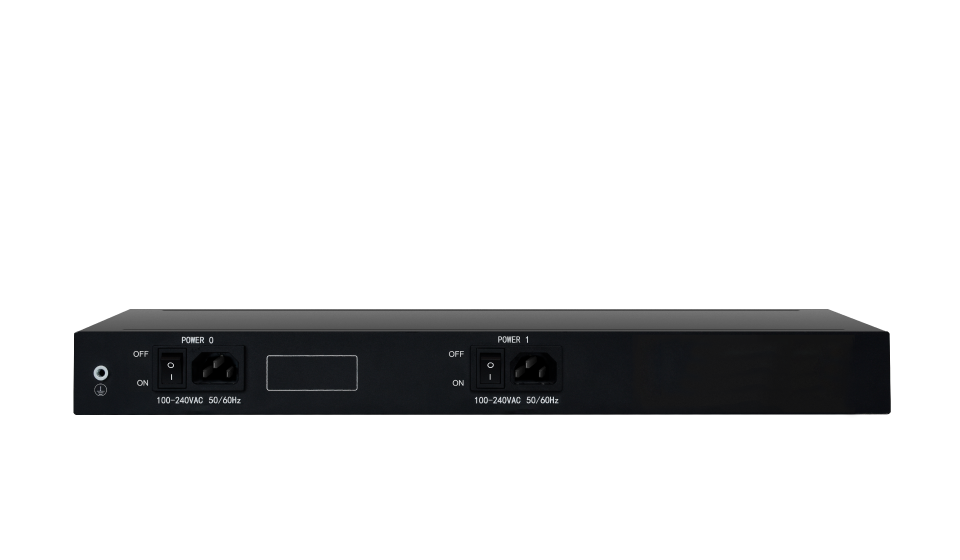 POWER 0
OFF
ON
100-240VAC 50/60Hz
POWER 1
OFF
ON
100-240VAC 50/60Hz